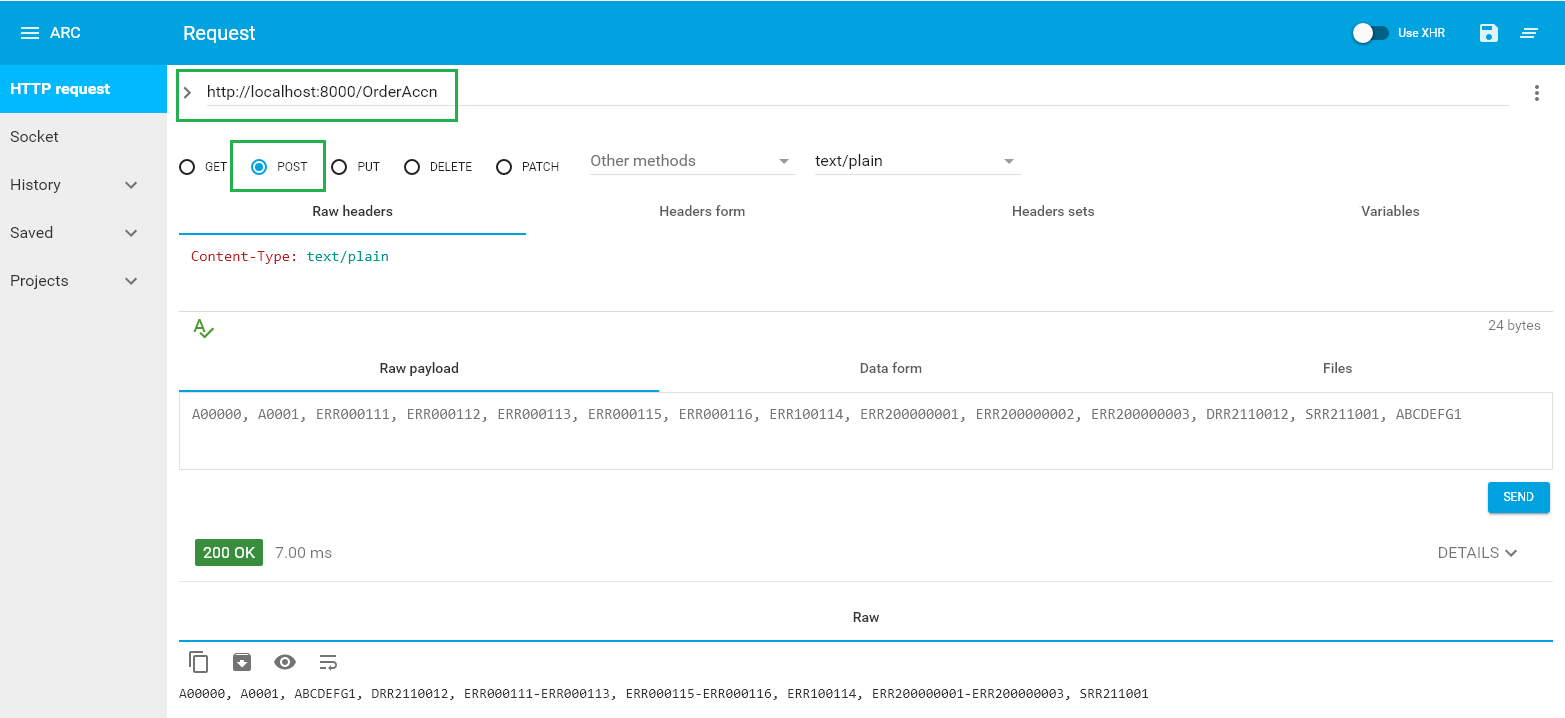 ARC
Request
Use XHR
HTTP request
Socket
History
Saved
Projects
http://localhost:8000/OrderAccn
GET POST PUT DELETE PATCH Other methods text/plain
Raw headers Headers form Headers sets Variables
Content-Type: text/plain
24 bytes
Raw payload Data form Files
A00000, A0001, ERR000111, ERR000112, ERR000113, ERR000115, ERR000116, ERR100114, ERR200000001, ERR200000002, ERR200000003, DRR2110012, SRR211001, ABCDEFG1
SEND
200 OK 7.00 ms DETAILS
Raw
A00000, A0001, ABCDEFG1, DRR2110012, ERR000111-ERR000113, ERR000115-ERR000116, ERR100114, ERR200000001-ERR200000003, SRR211001